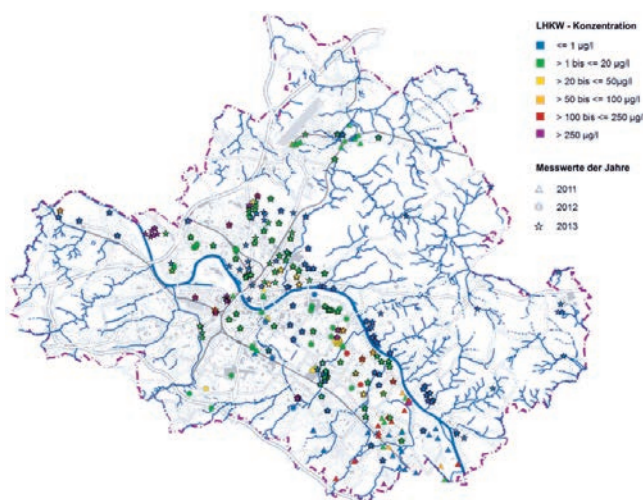 LHKW - Konzentration
<= 1 µg/l
> 1 bis <= 20 µg/l
> 20 bis <= 50µg/l
> 50 bis <= 100 µg/l
> 100 bis <= 250 µg/l
> 250 µg/l
Messwerte der Jahre
2011
2012
2013